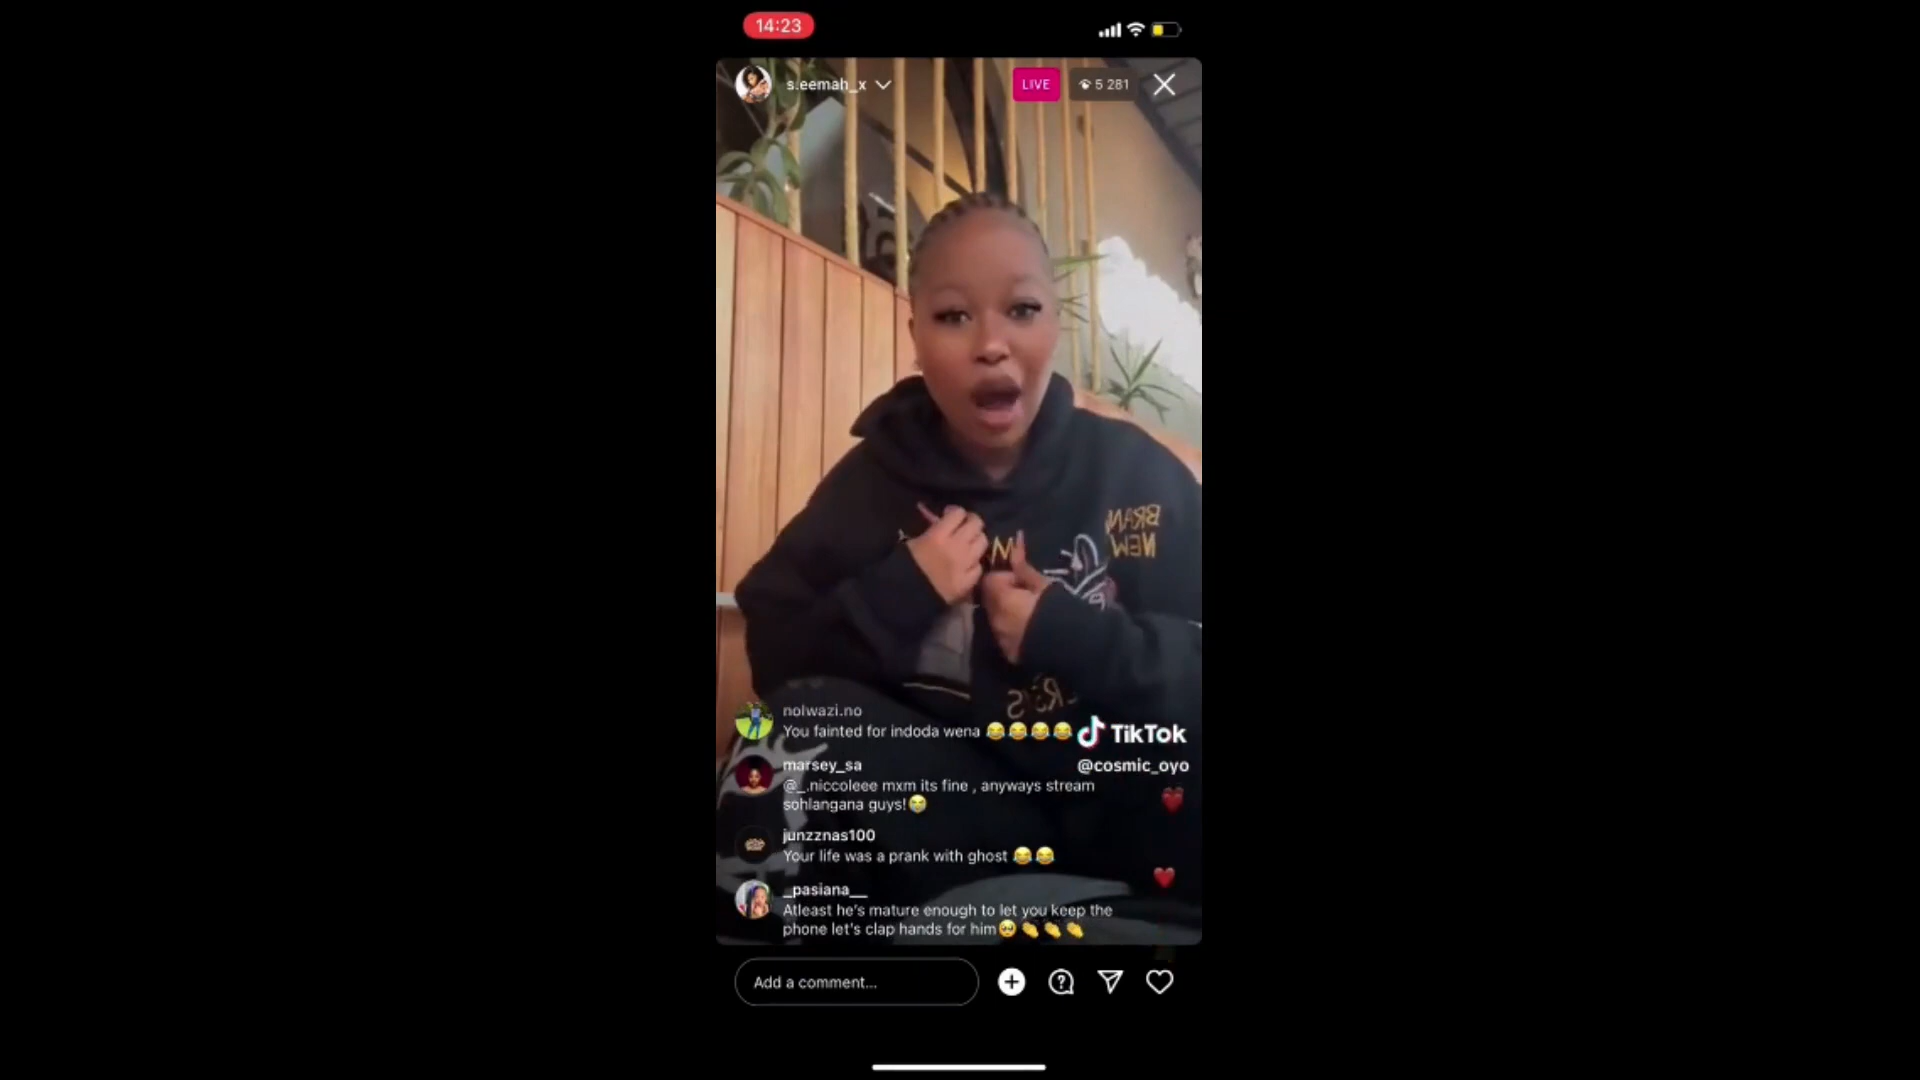 14:23
s.eemah_x
LIVE
5 281
BRAN
NEW
nolwazi.no
You fainted for indoda wena 😂😂😂😂
TikTok
marsey_sa
@cosmic_oyo
@_.niccoleee mxm its fine , anyways stream
sohlangana guys!😭
junzznas100
Your life was a prank with ghost 😂😂
_pasiana__
Atleast he's mature enough to let you keep the
phone let's clap hands for him🥺👏👏👏
Add a comment...